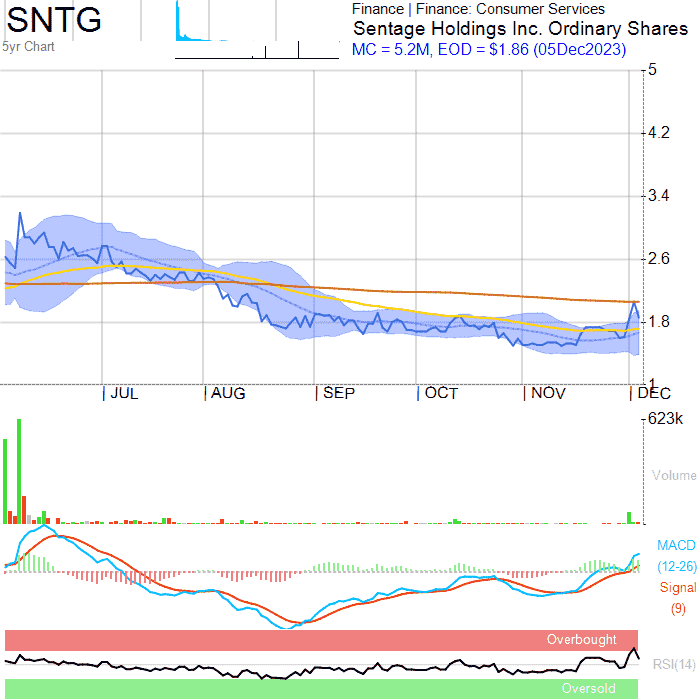 SNTG
5yr Chart
Finance | Finance: Consumer Services
Sentage Holdings Inc. Ordinary Shares
MC = 5.2M, EOD = $1.86 (05Dec2023)
5
4.2
3.4
2.6
1.8
1
JUL AUG SEP OCT NOV DEC
623k
Volume
MACD
(12-26)
Signal
(9)
Overbought
RSI(14)
Oversold